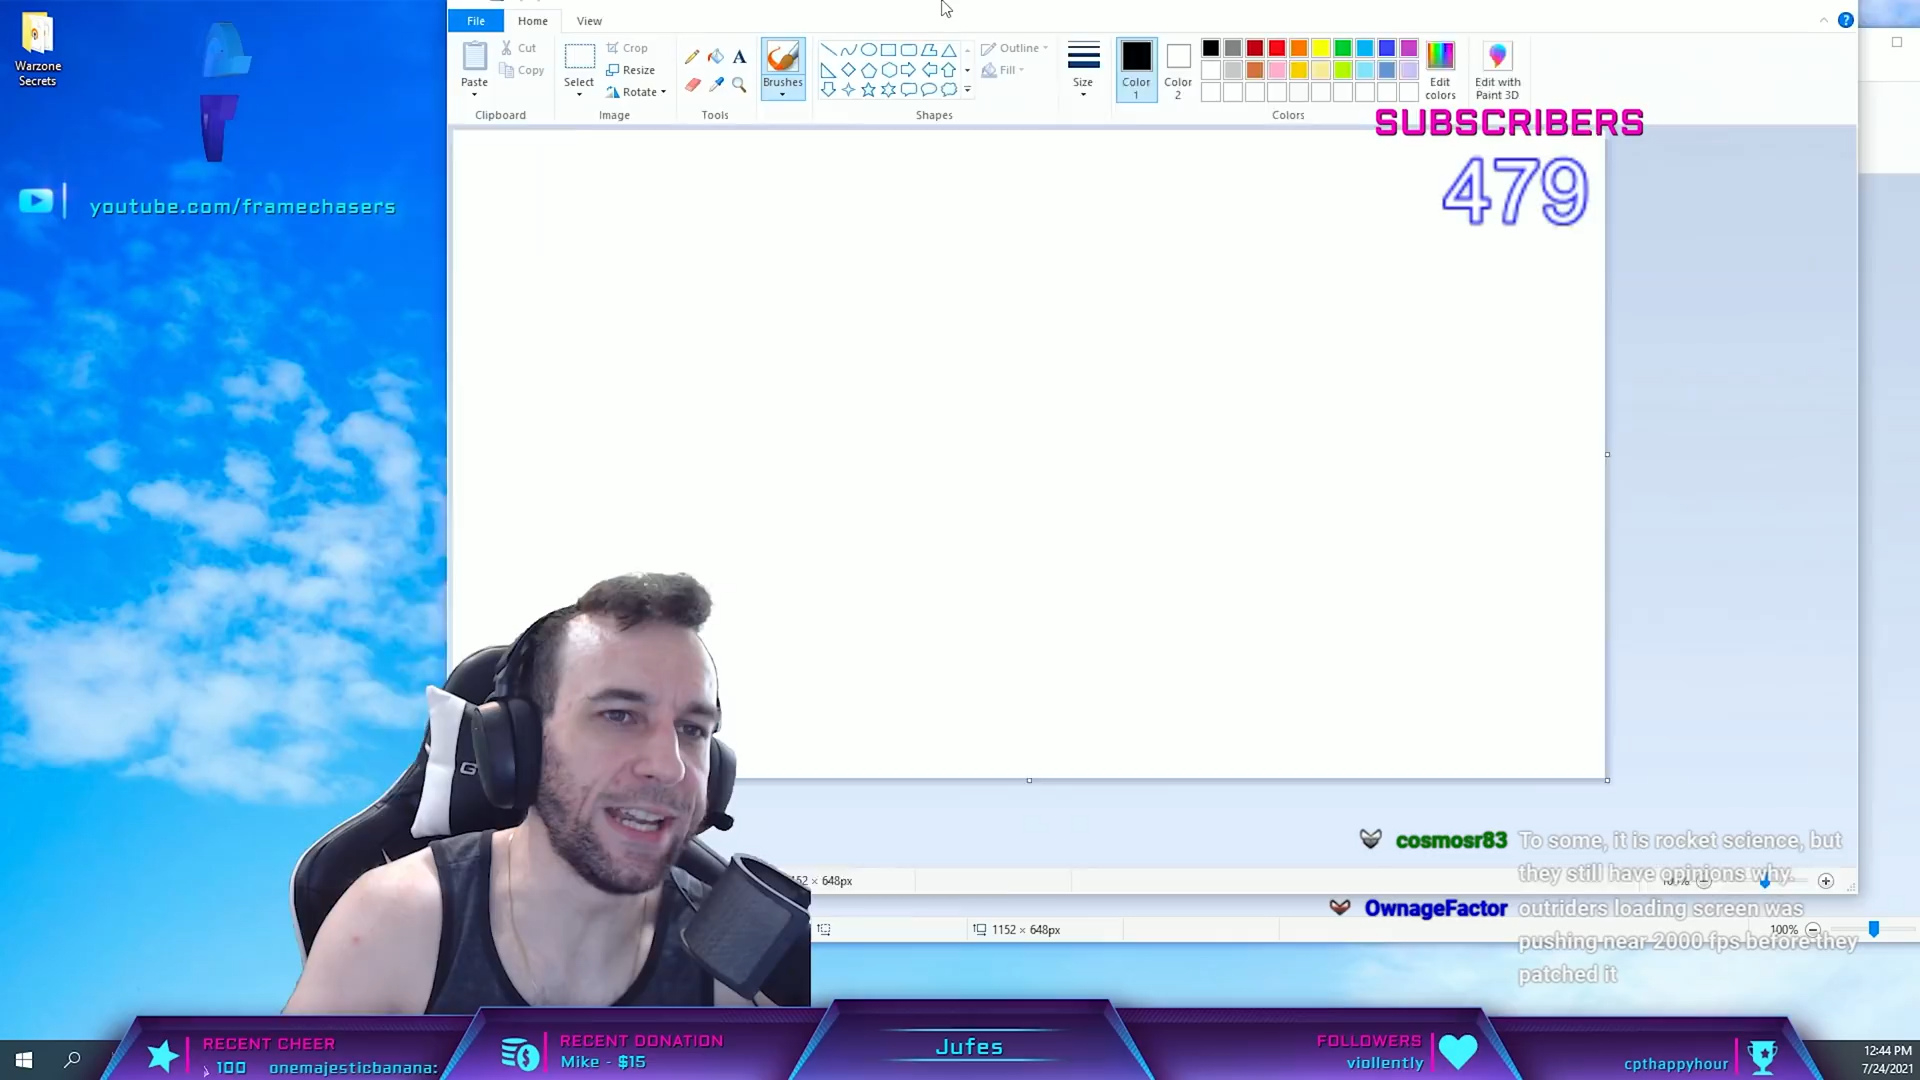 Warzone
Secrets
youtube.com/framechasers
File
Home
View
Paste
Cut
Copy
Clipboard
Select
Crop
Resize
Rotate
Image
A
Tools
Brushes
Shapes
Outline
Fill
Size
Color
1
Color
2
Edit
colors
Edit with
Paint 3D
Colors
SUBSCRIBERS
479
G
cosmosr83 To some, it is rocket science, but
they still have opinions why.
OwnageFactor outriders loading screen was
pushing near 2000 fps before they
patched it
648px
100%
1152 × 648px
100%
RECENT CHEER
100 onemajesticbanana:
RECENT DONATION
Mike - $15
Jufes
FOLLOWERS
viollently
cpthappyhour
12:44 PM
7/24/2021